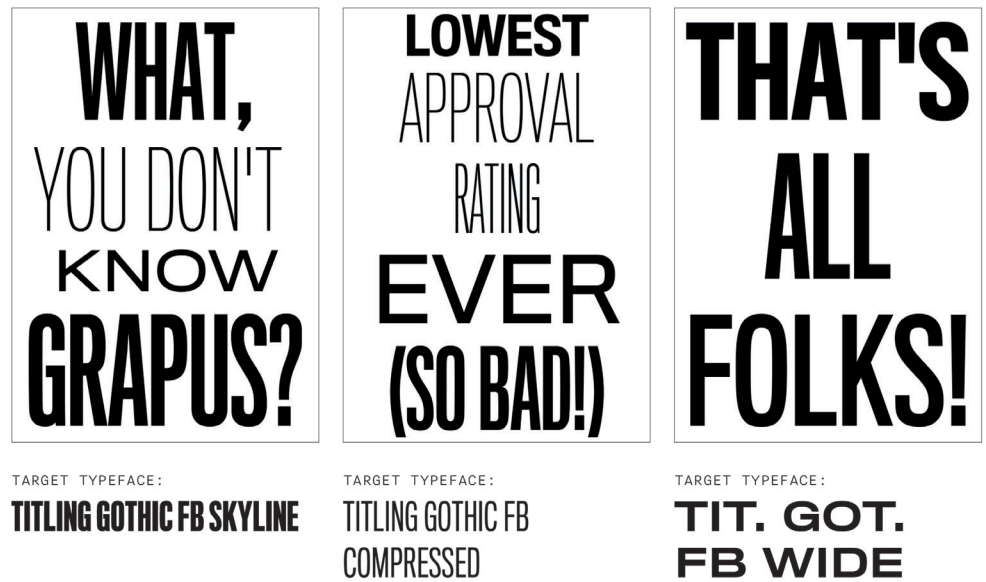 WHAT,
YOU DON'T
KNOW
GRAPUS?
TARGET TYPEFACE:
TITLING GOTHIC FB SKYLINE
LOWEST
APPROVAL
RATING
EVER
(SO BAD!)
TARGET TYPEFACE:
TITLING GOTHIC FB
COMPRESSED
THAT'S
ALL
FOLKS!
TARGET TYPEFACE:
TIT. GOT.
FB WIDE